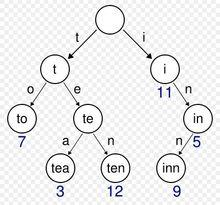 t i
t i
11
o e n
to te in
7 5
a n n
tea ten inn
3 12 9